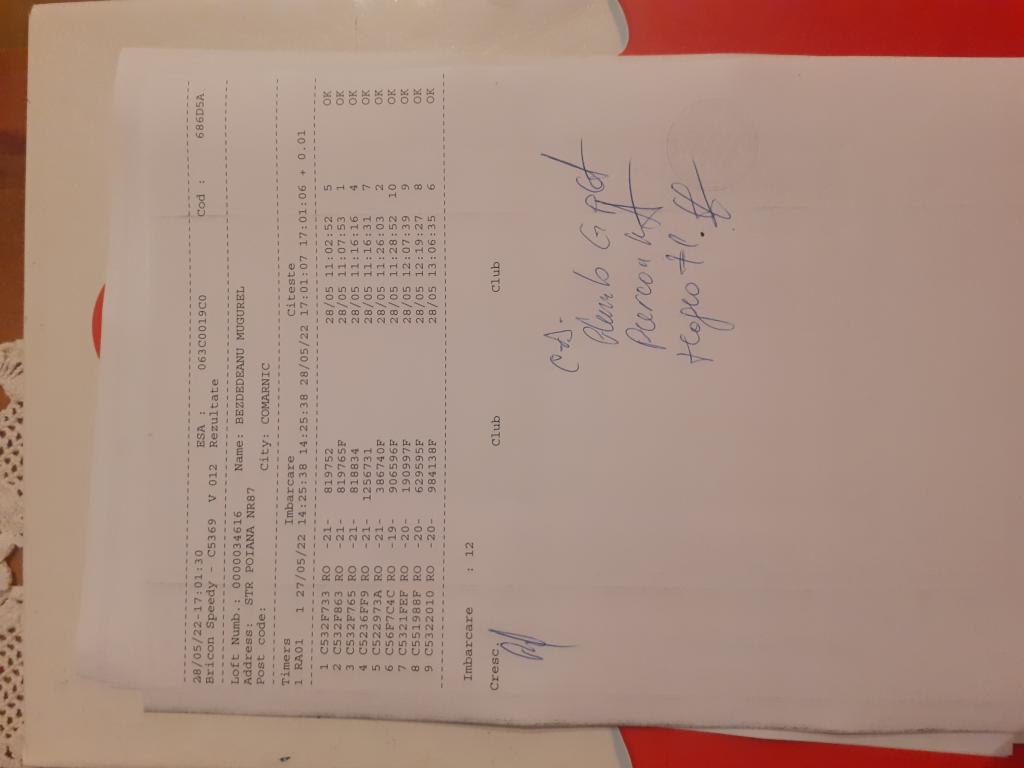 28/05/22-17:01:30 ESA : 063C0019C0 Cod : 686D5A
Bricon Speedy - C5369 V 012 Rezultate
Loft Numb.: 0000034616 Name: BEZDEDEANU MUGUREL
Address: STR POIANA NR87
Post code: City: COMARNIC
Timers Imbarcare Citeste
1 RA01 1 27/05/22 14:25:38 14:25:38 28/05/22 17:01:07 17:01:06 + 0.01
1 C532F733 RO -21- 819752 28/05 11:02:52 5 OK
2 C532F863 RO -21- 819765F 28/05 11:07:53 1 OK
3 C532F765 RO -21- 818834 28/05 11:16:16 4 OK
4 C5236FF9 RO -21- 1256731 28/05 11:16:31 7 OK
5 C522973A RO -21- 386740F 28/05 11:26:03 2 OK
6 C56F7C4C RO -19- 906596F 28/05 11:28:52 10 OK
7 C5321FEF RO -20- 190997F 28/05 12:07:39 9 OK
8 C551988F RO -20- 629595F 28/05 12:19:27 8 OK
9 C5322010 RO -20- 984138F 28/05 13:06:35 6 OK
Imbarcare : 12
Cresc. Club Club